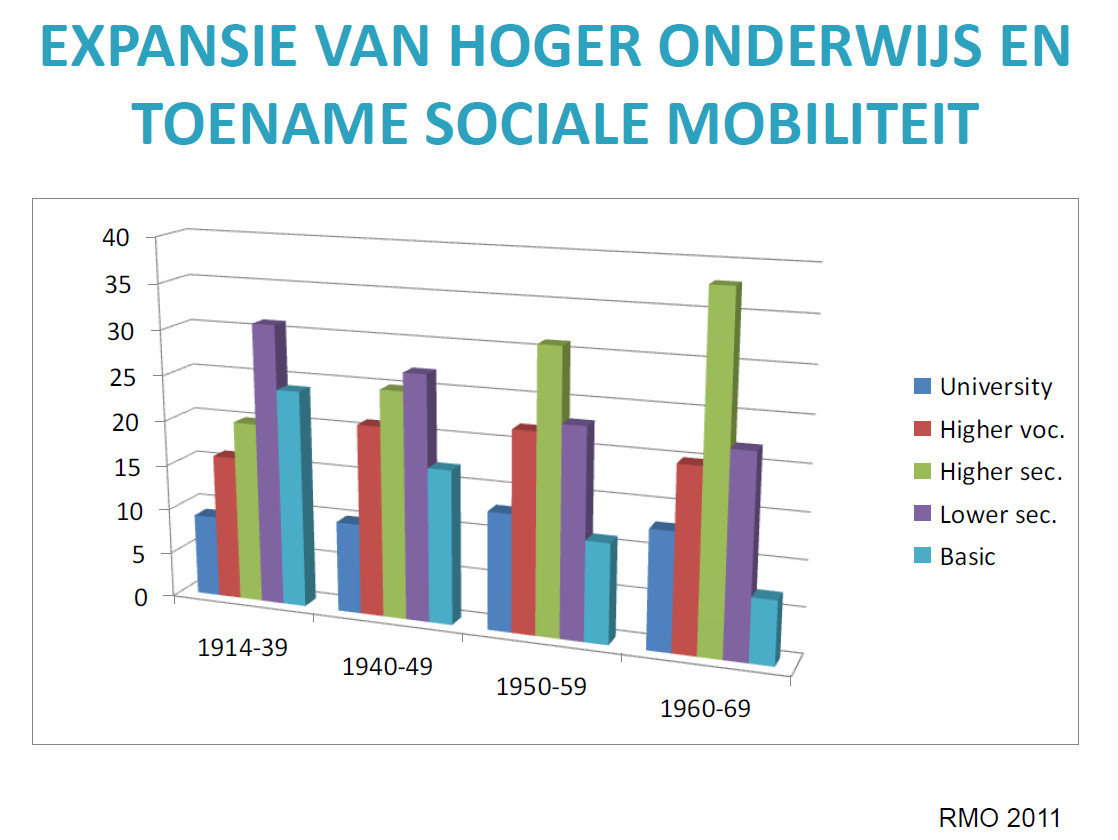 EXPANSIE VAN HOGER ONDERWIJS EN
TOENAME SOCIALE MOBILITEIT
40
35
30
25
20
15
10
5
0
1914-39
1940-49
1950-59
1960-69
University
Higher voc.
Higher sec.
Lower sec.
Basic
RMO 2011